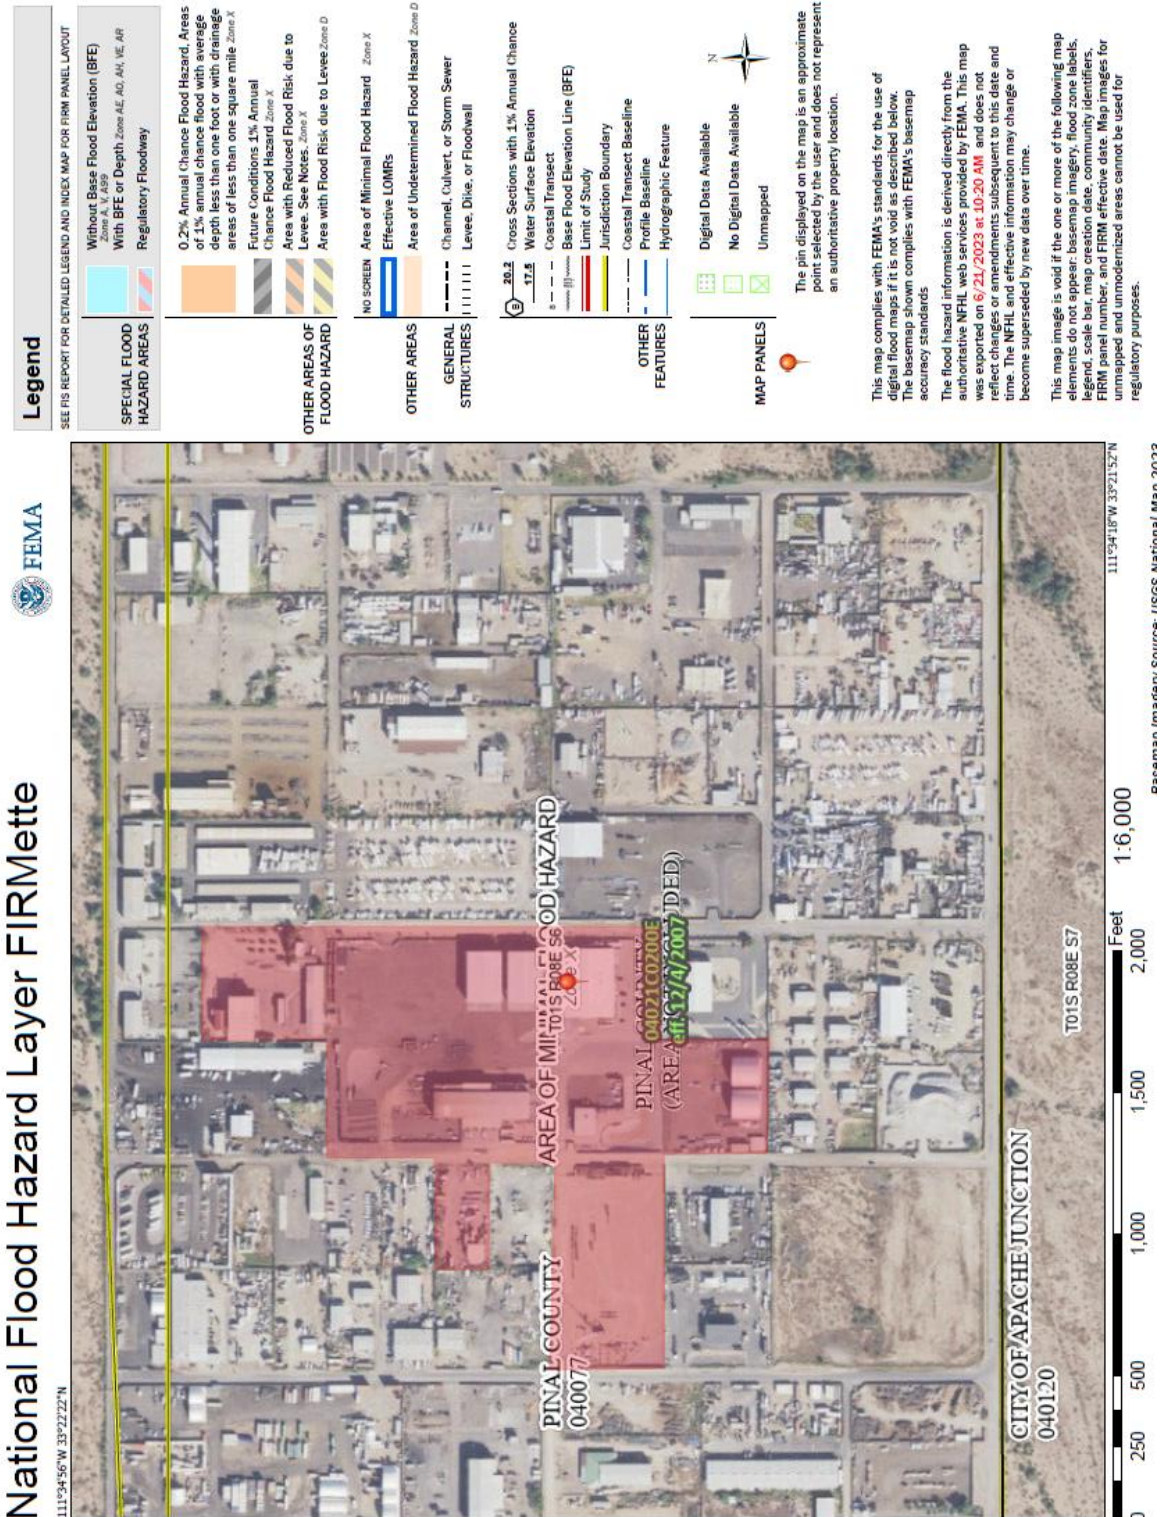 National Flood Hazard Layer FIRMette
FEMA
111°34'56"W 33°22'22"N
PINAL COUNTY
040077
AREA OF MINIMAL FLOOD HAZARD
Zone X
T01S R08E S6
PINAL COUNTY
04021C0200E
eff. 12/4/2007
CITY OF APACHE JUNCTION
040120
T01S R08E S7
111°34'18"W 33°21'52"N
0
250
500
1,000
1,500
2,000
Feet
1:6,000
Basemap Imagery Source: USGS National Map 2023
Legend
SEE FIS REPORT FOR DETAILED LEGEND AND INDEX MAP FOR FIRM PANEL LAYOUT
SPECIAL FLOOD
HAZARD AREAS
Without Base Flood Elevation (BFE)
Zone A, V, A99
With BFE or Depth Zone AE, AO, AH, VE, AR
Regulatory Floodway
OTHER AREAS OF
FLOOD HAZARD
0.2% Annual Chance Flood Hazard, Areas
of 1% annual chance flood with average
depth less than one foot or with drainage
areas of less than one square mile Zone X
Future Conditions 1% Annual
Chance Flood Hazard Zone X
Area with Reduced Flood Risk due to
Levee. See Notes. Zone X
Area with Flood Risk due to Levee Zone D
OTHER AREAS
NO SCREEN Area of Minimal Flood Hazard Zone X
Effective LOMRs
Area of Undetermined Flood Hazard Zone D
GENERAL
STRUCTURES
Channel, Culvert, or Storm Sewer
Levee, Dike, or Floodwall
OTHER
FEATURES
B 20.2 Cross Sections with 1% Annual Chance
17.5 Water Surface Elevation
8 Coastal Transect
Base Flood Elevation Line (BFE)
Limit of Study
Jurisdiction Boundary
Coastal Transect Baseline
Profile Baseline
Hydrographic Feature
MAP PANELS
Digital Data Available
No Digital Data Available
Unmapped
N
The pin displayed on the map is an approximate
point selected by the user and does not represent
an authoritative property location.
This map complies with FEMA's standards for the use of
digital flood maps if it is not void as described below.
The basemap shown complies with FEMA's basemap
accuracy standards
The flood hazard information is derived directly from the
authoritative NFHL web services provided by FEMA. This map
was exported on 6/21/2023 at 10:20 AM and does not
reflect changes or amendments subsequent to this date and
time. The NFHL and effective information may change or
become superseded by new data over time.
This map image is void if the one or more of the following map
elements do not appear: basemap imagery, flood zone labels,
legend, scale bar, map creation date, community identifiers,
FIRM panel number, and FIRM effective date. Map images for
unmapped and unmodernized areas cannot be used for
regulatory purposes.